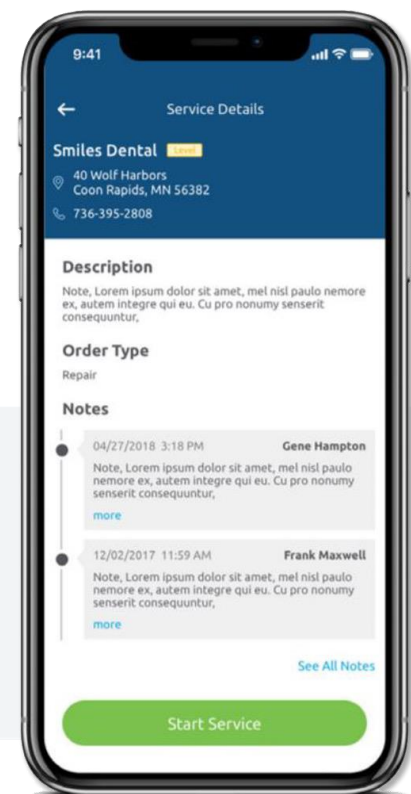 9:41
Service Details
Smiles Dental Level
40 Wolf Harbors
Coon Rapids, MN 56382
736-395-2808
Description
Note, Lorem ipsum dolor sit amet, mel nisl paulo nemore
ex, autem integre qui eu. Cu pro nonumy senserit
consequuntur,
Order Type
Repair
Notes
04/27/2018 3:18 PM Gene Hampton
Note, Lorem ipsum dolor sit amet, mel nisl paulo
nemore ex, autem integre qui eu. Cu pro nonumy
senserit consequuntur,
more
12/02/2017 11:59 AM Frank Maxwell
Note, Lorem ipsum dolor sit amet, mel nisl paulo
nemore ex, autem integre qui eu. Cu pro nonumy
senserit consequuntur,
more
See All Notes
Start Service